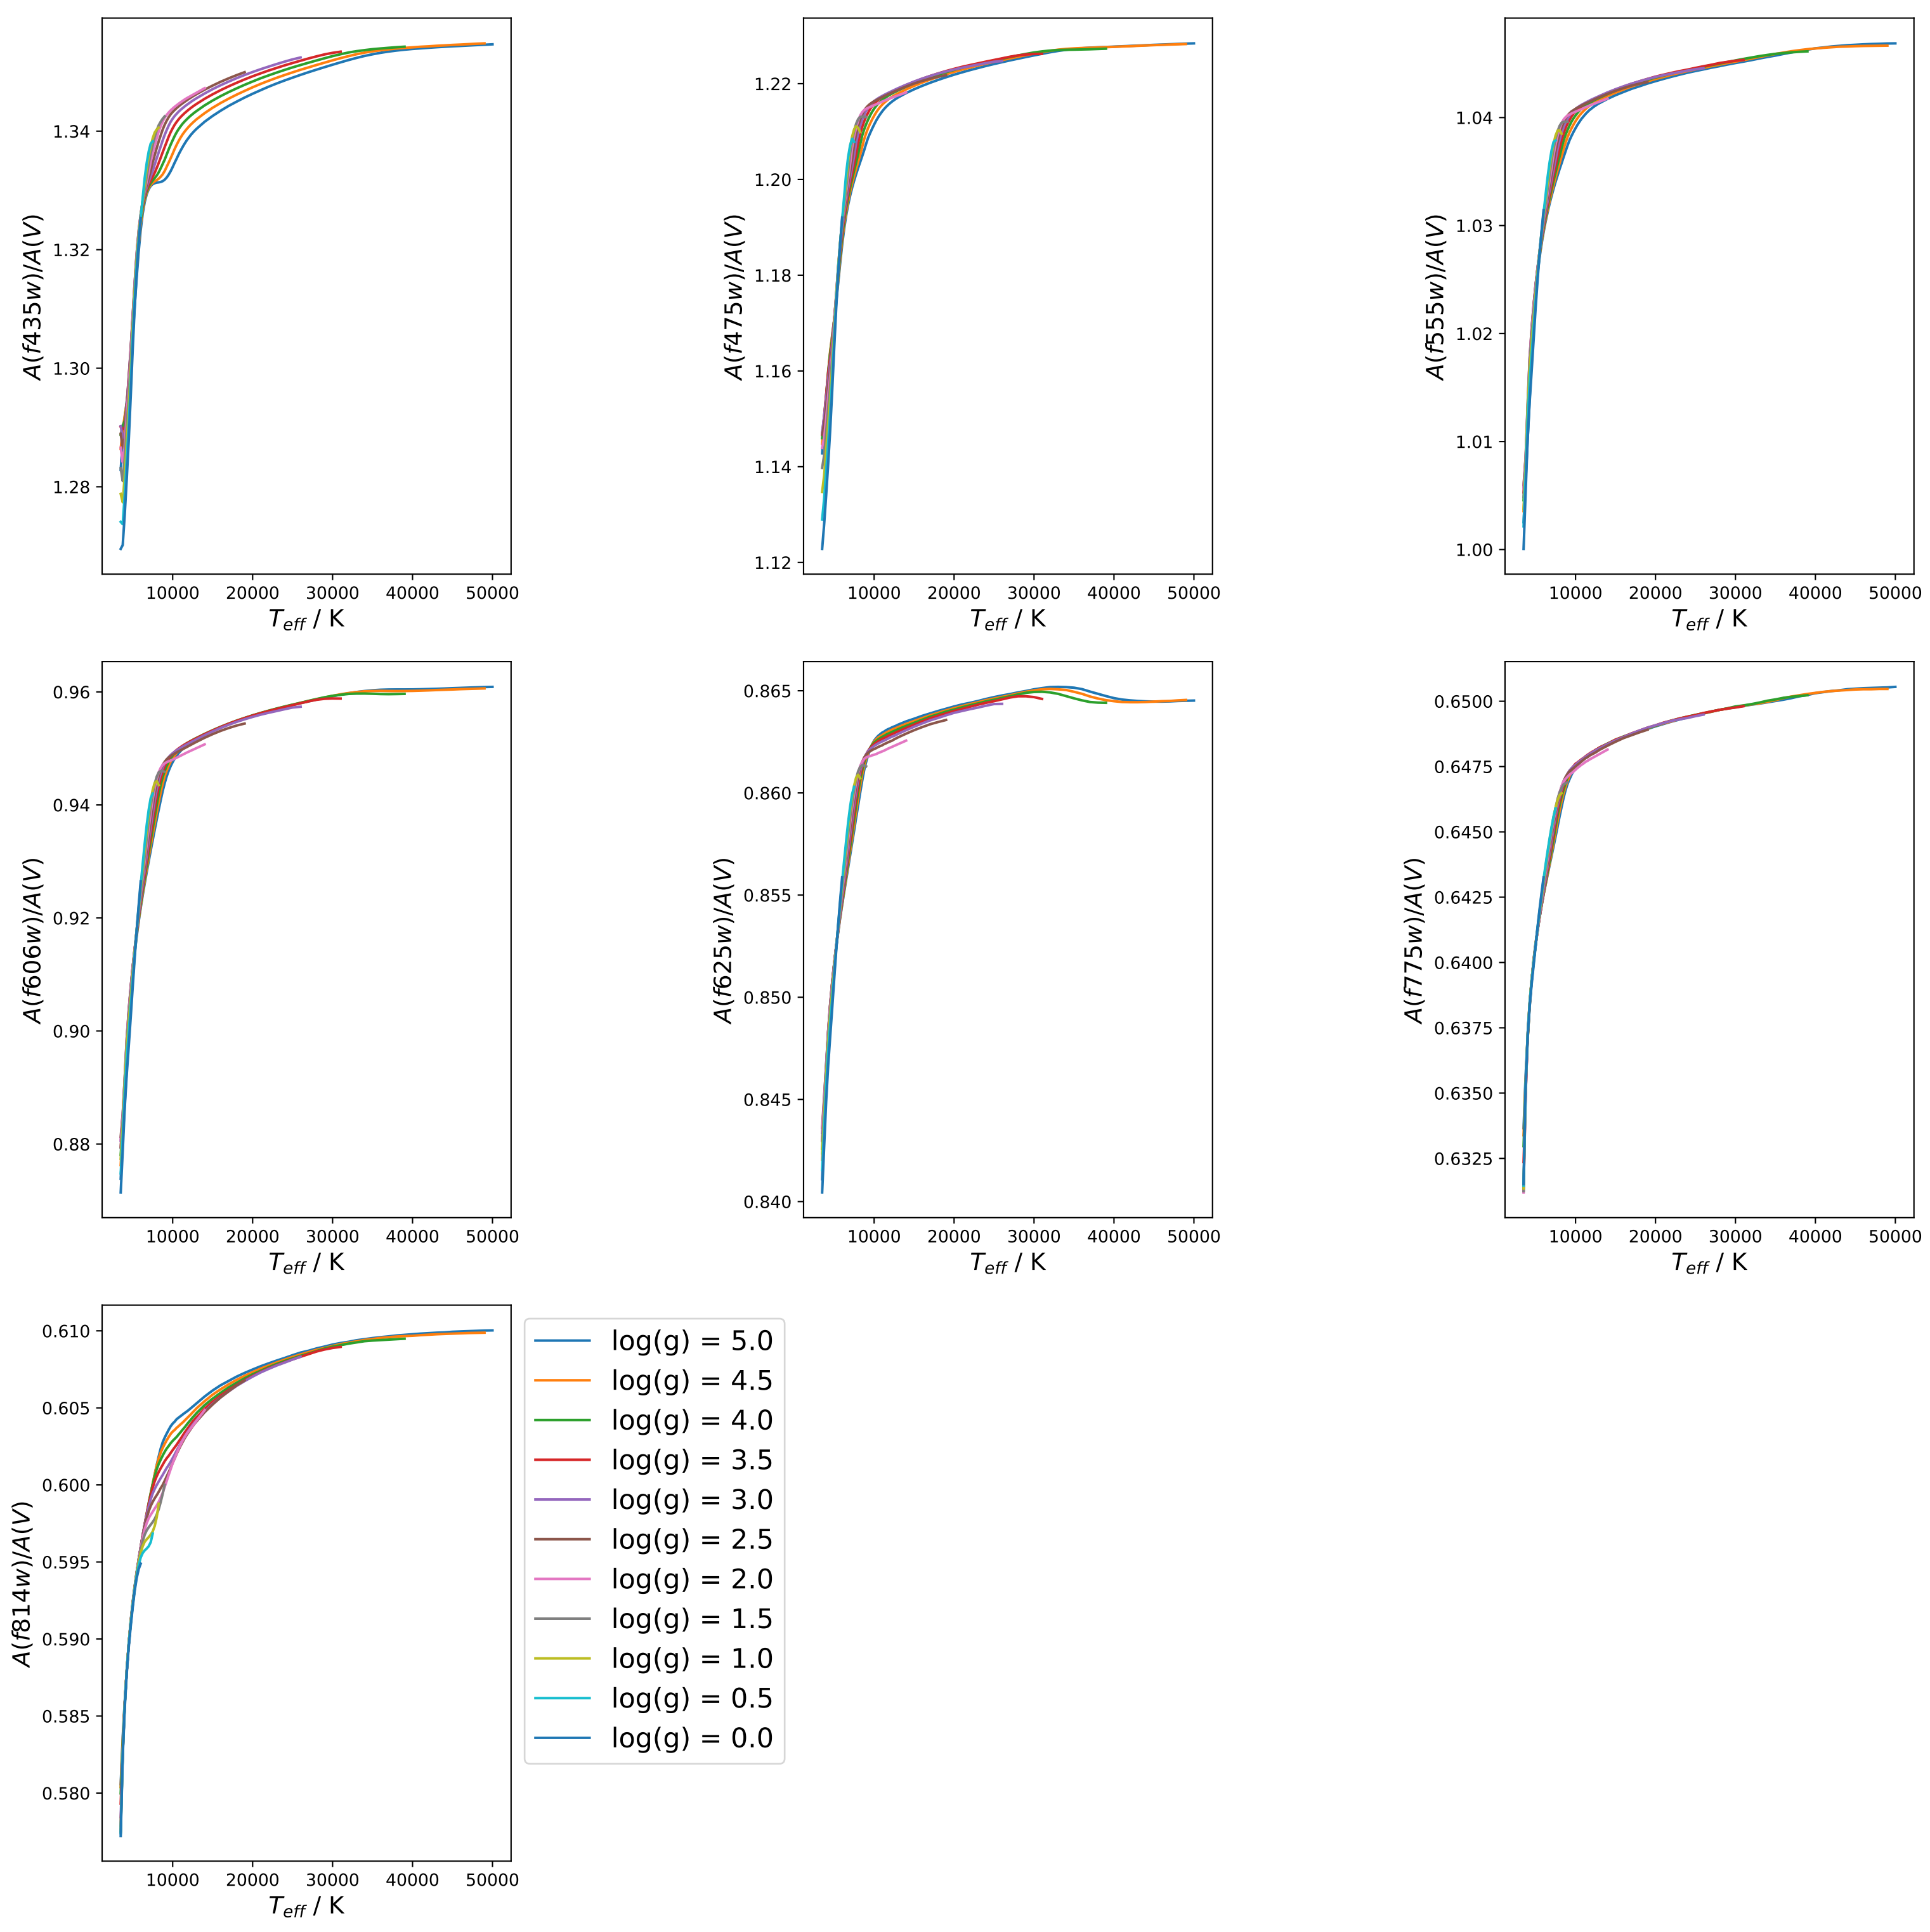 A(f435w)/A(V)
1.34
1.32
1.30
1.28
10000 20000 30000 40000 50000
T_eff / K
A(f475w)/A(V)
1.22
1.20
1.18
1.16
1.14
1.12
10000 20000 30000 40000 50000
T_eff / K
A(f555w)/A(V)
1.04
1.03
1.02
1.01
1.00
10000 20000 30000 40000 50000
T_eff / K
A(f606w)/A(V)
0.96
0.94
0.92
0.90
0.88
10000 20000 30000 40000 50000
T_eff / K
A(f625w)/A(V)
0.865
0.860
0.855
0.850
0.845
0.840
10000 20000 30000 40000 50000
T_eff / K
A(f775w)/A(V)
0.6500
0.6475
0.6450
0.6425
0.6400
0.6375
0.6350
0.6325
10000 20000 30000 40000 50000
T_eff / K
A(f814w)/A(V)
0.610
0.605
0.600
0.595
0.590
0.585
0.580
10000 20000 30000 40000 50000
T_eff / K
log(g) = 5.0
log(g) = 4.5
log(g) = 4.0
log(g) = 3.5
log(g) = 3.0
log(g) = 2.5
log(g) = 2.0
log(g) = 1.5
log(g) = 1.0
log(g) = 0.5
log(g) = 0.0